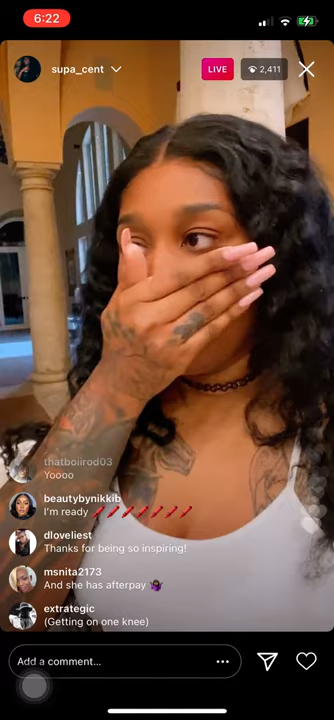 6:22
supa_cent
LIVE
2,411
thatboiirod03
Yoooo
beautybynikkib
I'm ready
dloveliest
Thanks for being so inspiring!
msnita2173
And she has afterpay
extrategic
(Getting on one knee)
Add a comment...